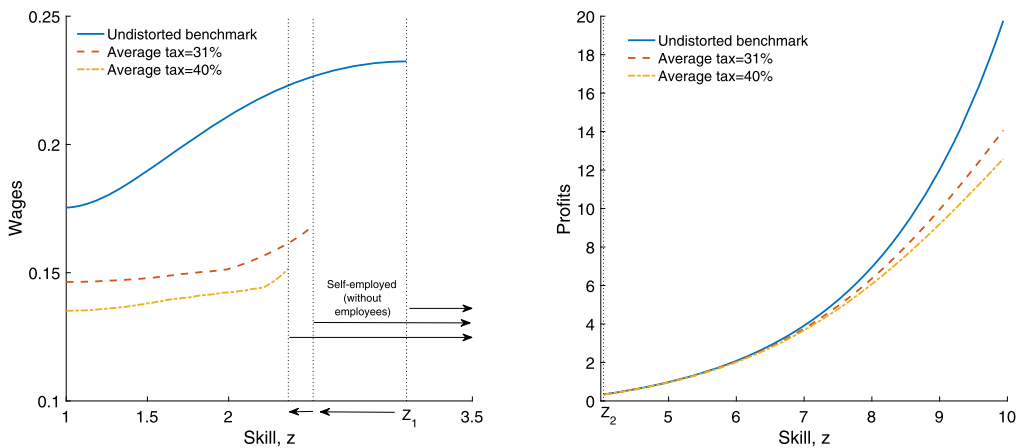 0.25
0.2
0.15
0.1
Wages
Undistorted benchmark
Average tax=31%
Average tax=40%
Self-employed
(without
employees)
1
1.5
2
Z1
3.5
Skill, z
20
18
16
14
12
10
8
6
4
2
0
Profits
Undistorted benchmark
Average tax=31%
Average tax=40%
Z2
5
6
7
8
9
10
Skill, z